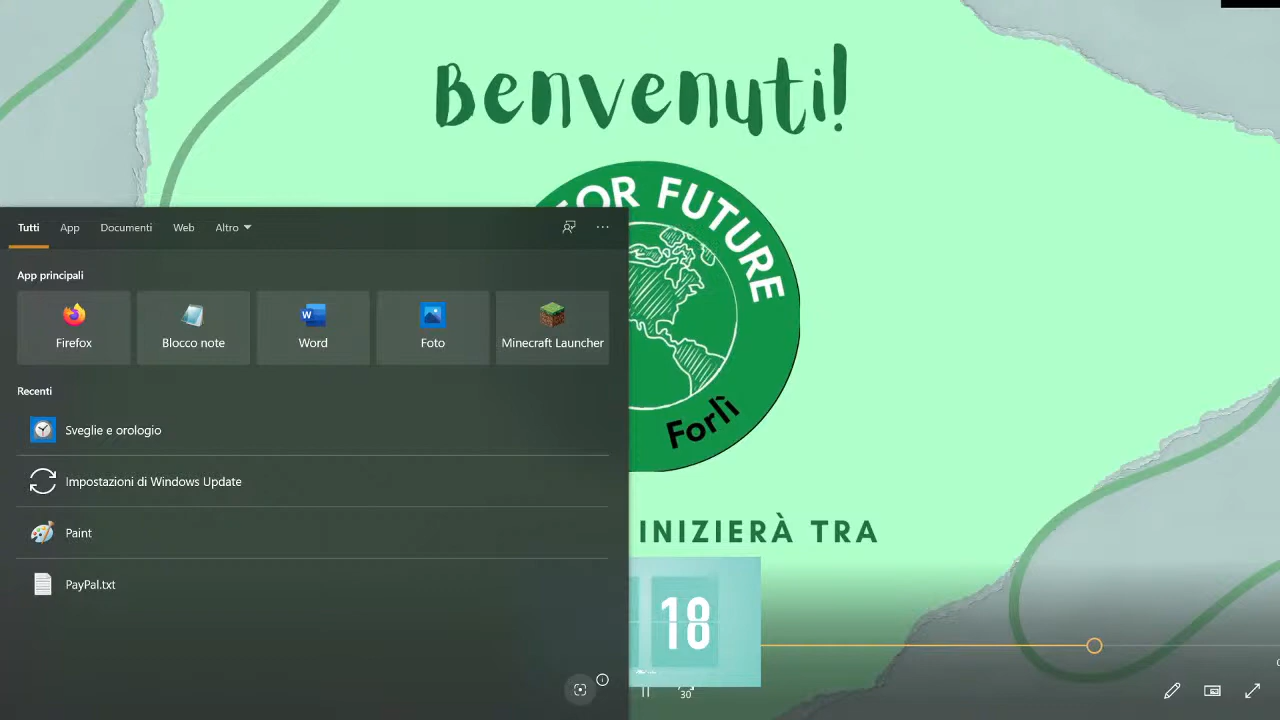 Benvenuti!
FOR FUTURE
Forlì
Tutti App Documenti Web Altro
App principali
Firefox Blocco note Word Foto Minecraft Launcher
Recenti
Sveglie e orologio
Impostazioni di Windows Update
Paint
PayPal.txt
INIZIERÀ TRA
18
30